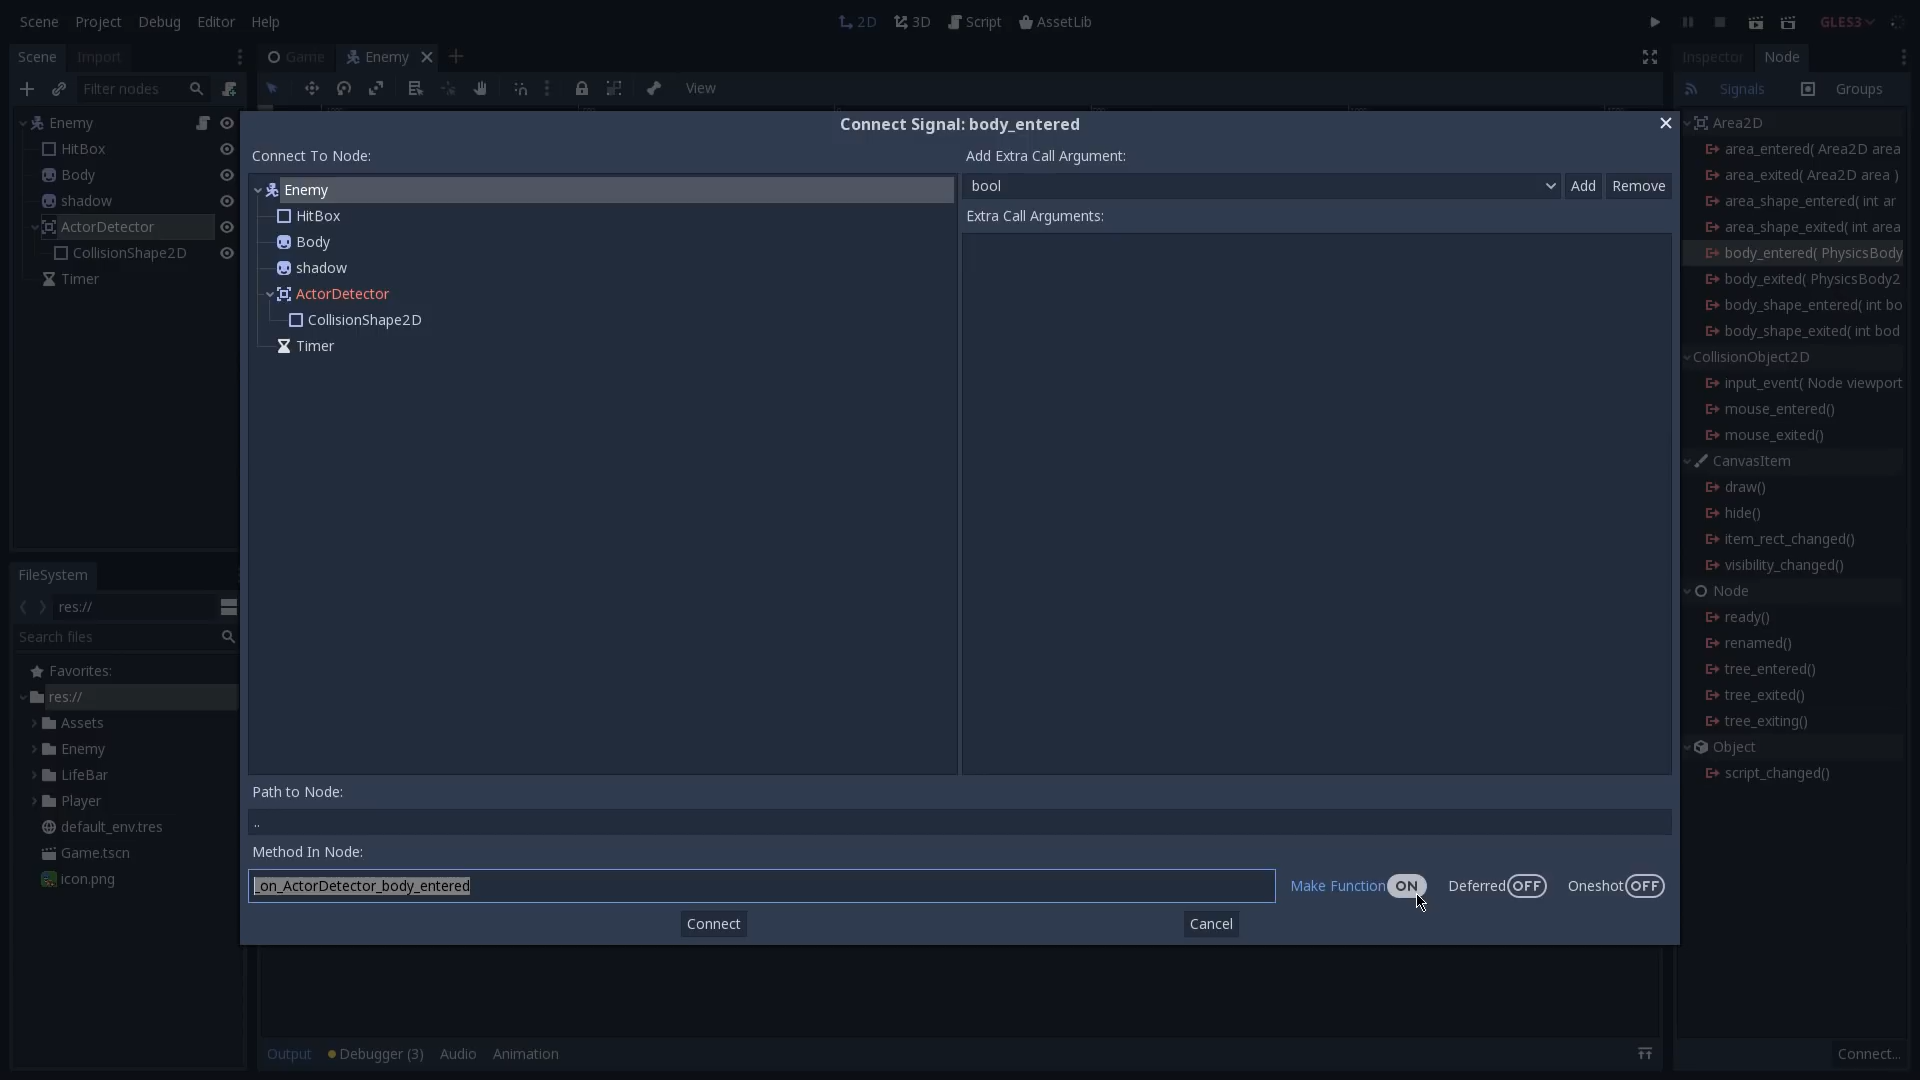 Scene Project Debug Editor Help
2D 3D Script AssetLib
GLES3
Scene Import
Game Enemy
Inspector Node
Filter nodes
View
Signals Groups
Enemy
HitBox
Body
shadow
ActorDetector
CollisionShape2D
Timer
FileSystem
res://
Search files
Favorites:
res://
Assets
Enemy
LifeBar
Player
default_env.tres
Game.tscn
icon.png
Connect Signal: body_entered
Connect To Node:
Enemy
HitBox
Body
shadow
ActorDetector
CollisionShape2D
Timer
Add Extra Call Argument:
bool Add Remove
Extra Call Arguments:
Path to Node:
..
Method In Node:
_on_ActorDetector_body_entered
Make Function ON Deferred OFF Oneshot OFF
Connect Cancel
Area2D
area_entered( Area2D area
area_exited( Area2D area )
area_shape_entered( int ar
area_shape_exited( int area
body_entered( PhysicsBody
body_exited( PhysicsBody2
body_shape_entered( int bo
body_shape_exited( int bod
CollisionObject2D
input_event( Node viewport
mouse_entered()
mouse_exited()
CanvasItem
draw()
hide()
item_rect_changed()
visibility_changed()
Node
ready()
renamed()
tree_entered()
tree_exited()
tree_exiting()
Object
script_changed()
Output Debugger (3) Audio Animation
Connect...